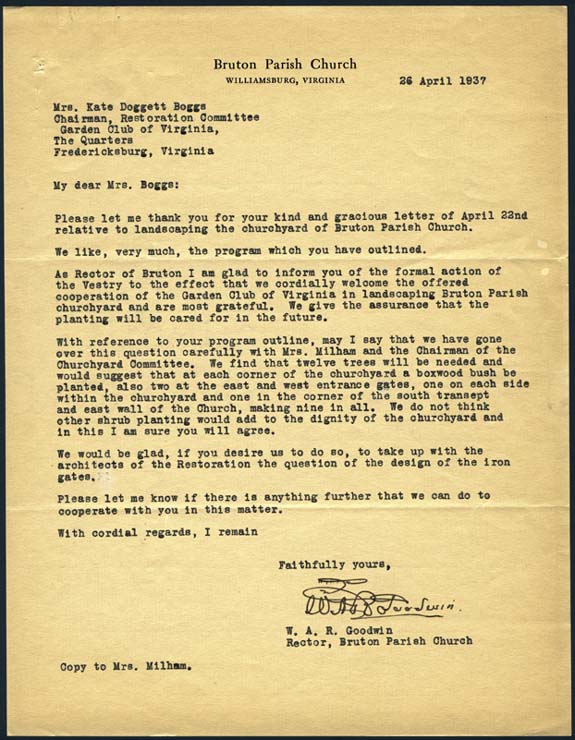 Bruton Parish Church
WILLIAMSBURG, VIRGINIA
26 April 1937
Mrs. Kate Doggett Boggs
Chairman, Restoration Committee
Garden Club of Virginia,
The Quarters
Fredericksburg, Virginia
My dear Mrs. Boggs:
Please let me thank you for your kind and gracious letter of April 22nd
relative to landscaping the churchyard of Bruton Parish Church.
We like, very much, the program which you have outlined.
As Rector of Bruton I am glad to inform you of the formal action of
the Vestry to the effect that we cordially welcome the offered
cooperation of the Garden Club of Virginia in landscaping Bruton Parish
churchyard and are most grateful. We give the assurance that the
planting will be cared for in the future.
With reference to your program outline, may I say that we have gone
over this question carefully with Mrs. Milham and the Chairman of the
Churchyard Committee. We find that twelve trees will be needed and
would suggest that at each corner of the churchyard a boxwood bush be
planted, also two at the east and west entrance gates, one on each side
within the churchyard and one in the corner of the south transept
and east wall of the Church, making nine in all. We do not think
other shrub planting would add to the dignity of the churchyard and
in this I am sure you will agree.
We would be glad, if you desire us to do so, to take up with the
architects of the Restoration the question of the design of the iron
gates.
Please let me know if there is anything further that we can do to
cooperate with you in this matter.
With cordial regards, I remain
Faithfully yours,
W A R Goodwin.
W. A. R. Goodwin
Rector, Bruton Parish Church
Copy to Mrs. Milham.